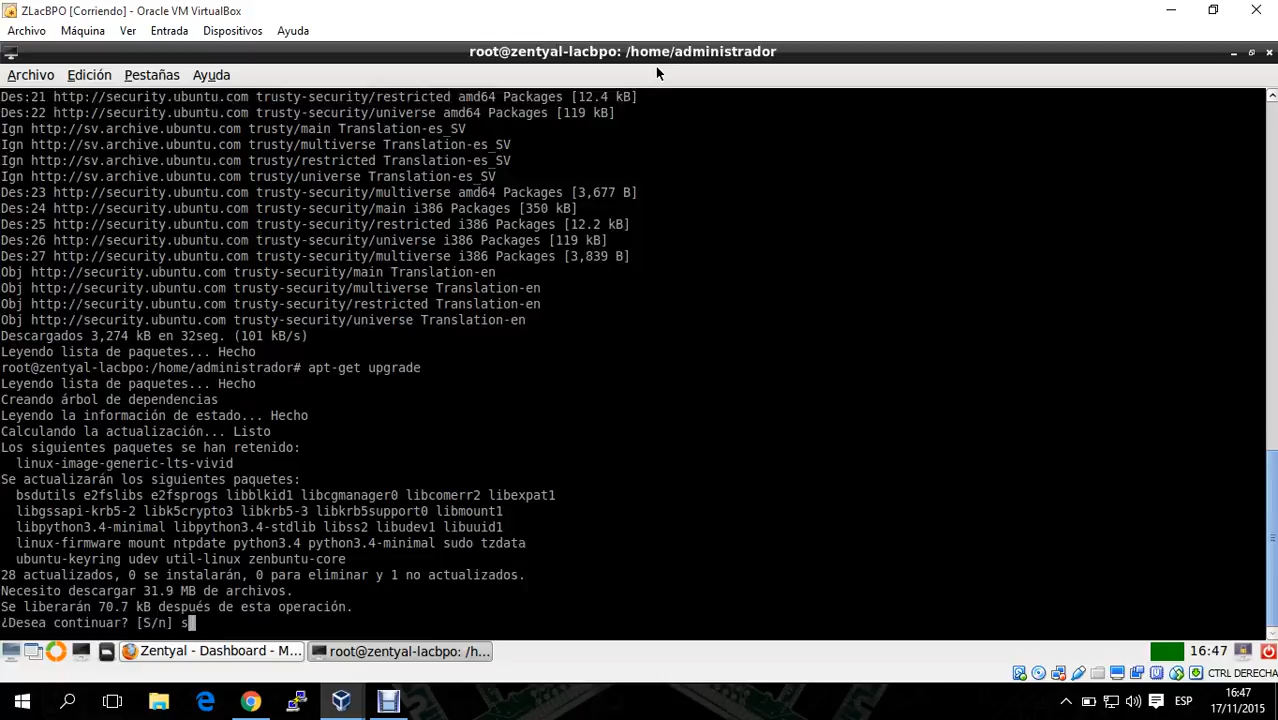 ZLacBPO [Corriendo] - Oracle VM VirtualBox
Archivo Máquina Ver Entrada Dispositivos Ayuda
root@zentyal-lacbpo: /home/administrador
Archivo Edición Pestañas Ayuda
Des:21 http://security.ubuntu.com trusty-security/restricted amd64 Packages [12.4 kB]
Des:22 http://security.ubuntu.com trusty-security/universe amd64 Packages [119 kB]
Ign http://sv.archive.ubuntu.com trusty/main Translation-es_SV
Ign http://sv.archive.ubuntu.com trusty/multiverse Translation-es_SV
Ign http://sv.archive.ubuntu.com trusty/restricted Translation-es_SV
Ign http://sv.archive.ubuntu.com trusty/universe Translation-es_SV
Des:23 http://security.ubuntu.com trusty-security/multiverse amd64 Packages [3,677 B]
Des:24 http://security.ubuntu.com trusty-security/main i386 Packages [350 kB]
Des:25 http://security.ubuntu.com trusty-security/restricted i386 Packages [12.2 kB]
Des:26 http://security.ubuntu.com trusty-security/universe i386 Packages [119 kB]
Des:27 http://security.ubuntu.com trusty-security/multiverse i386 Packages [3,839 B]
Obj http://security.ubuntu.com trusty-security/main Translation-en
Obj http://security.ubuntu.com trusty-security/multiverse Translation-en
Obj http://security.ubuntu.com trusty-security/restricted Translation-en
Obj http://security.ubuntu.com trusty-security/universe Translation-en
Descargados 3,274 kB en 32seg. (101 kB/s)
Leyendo lista de paquetes... Hecho
root@zentyal-lacbpo:/home/administrador# apt-get upgrade
Leyendo lista de paquetes... Hecho
Creando árbol de dependencias
Leyendo la información de estado... Hecho
Calculando la actualización... Listo
Los siguientes paquetes se han retenido:
linux-image-generic-lts-vivid
Se actualizarán los siguientes paquetes:
bsdutils e2fslibs e2fsprogs libblkid1 libcgmanager0 libcomerr2 libexpat1
libgssapi-krb5-2 libk5crypto3 libkrb5-3 libkrb5support0 libmount1
libpython3.4-minimal libpython3.4-stdlib libss2 libudev1 libuuid1
linux-firmware mount ntpdate python3.4 python3.4-minimal sudo tzdata
ubuntu-keyring udev util-linux zenbuntu-core
28 actualizados, 0 se instalarán, 0 para eliminar y 1 no actualizados.
Necesito descargar 31.9 MB de archivos.
Se liberarán 70.7 kB después de esta operación.
¿Desea continuar? [S/n] s
Zentyal - Dashboard - M... root@zentyal-lacbpo: /h... 16:47
CTRL DERECHA
ESP 16:47
17/11/2015